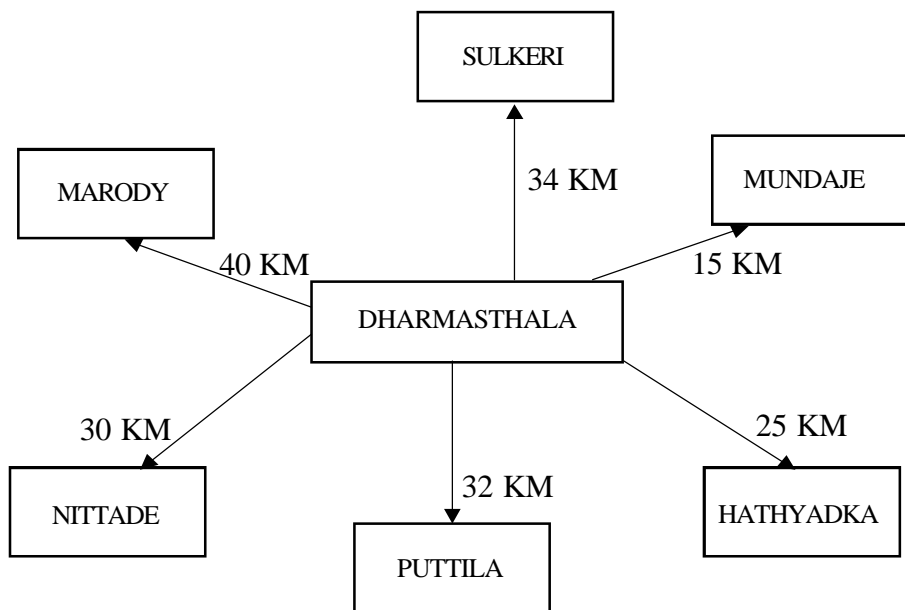 SULKERI
MARODY
34 KM
MUNDAJE
40 KM
15 KM
DHARMASTHALA
30 KM
25 KM
NITTADE
32 KM
HATHYADKA
PUTTILA